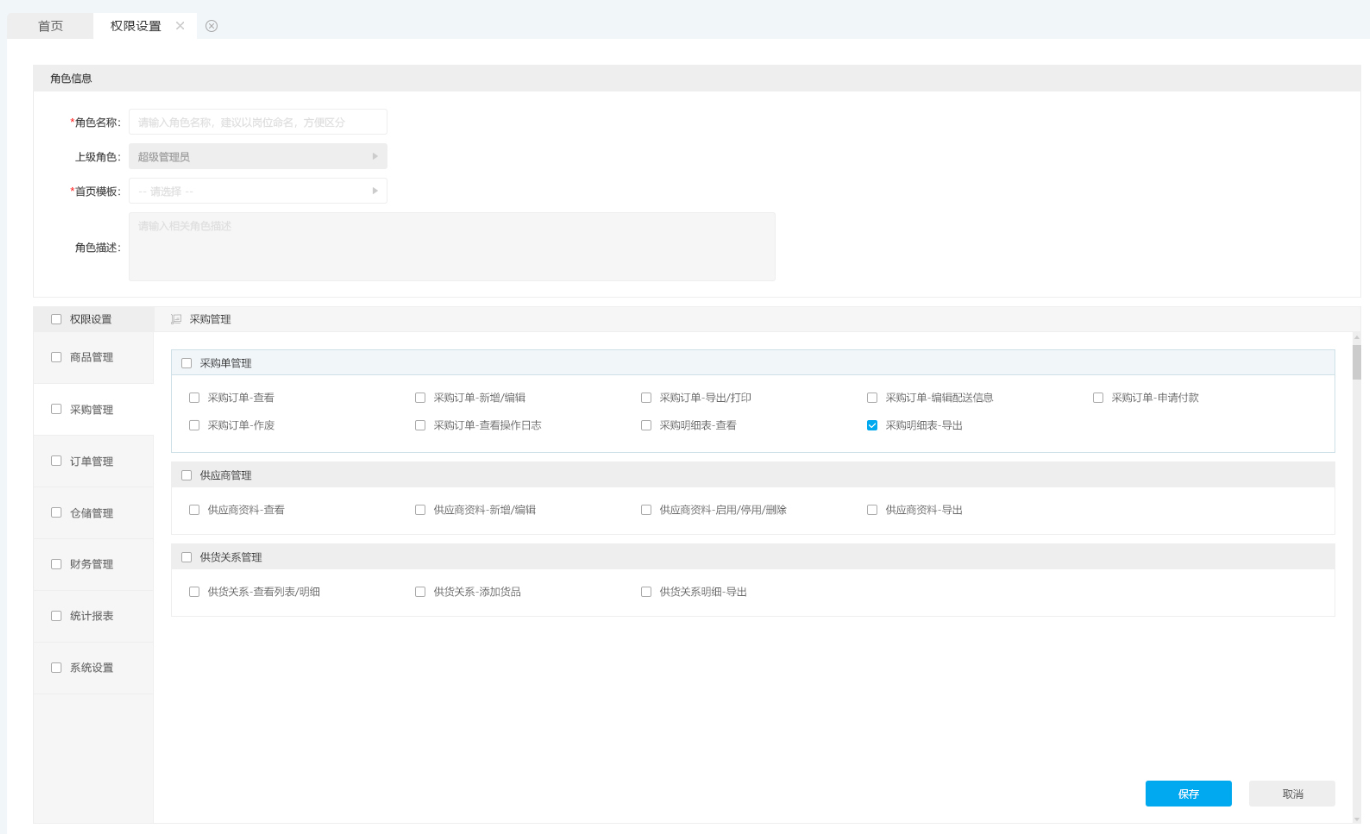 首页 权限设置
角色信息
*角色名称: 请输入角色名称，建议以岗位命名，方便区分
上级角色: 超级管理员
*首页模板: -- 请选择 --
角色描述: 请输入相关角色描述
权限设置 采购管理
商品管理
采购管理
订单管理
仓储管理
财务管理
统计报表
系统设置
采购单管理
采购订单-查看 采购订单-新增/编辑 采购订单-导出/打印 采购订单-编辑配送信息 采购订单-申请付款
采购订单-作废 采购订单-查看操作日志 采购明细表-查看 采购明细表-导出
供应商管理
供应商资料-查看 供应商资料-新增/编辑 供应商资料-启用/停用/删除 供应商资料-导出
供货关系管理
供货关系-查看列表/明细 供货关系-添加货品 供货关系明细-导出
保存 取消